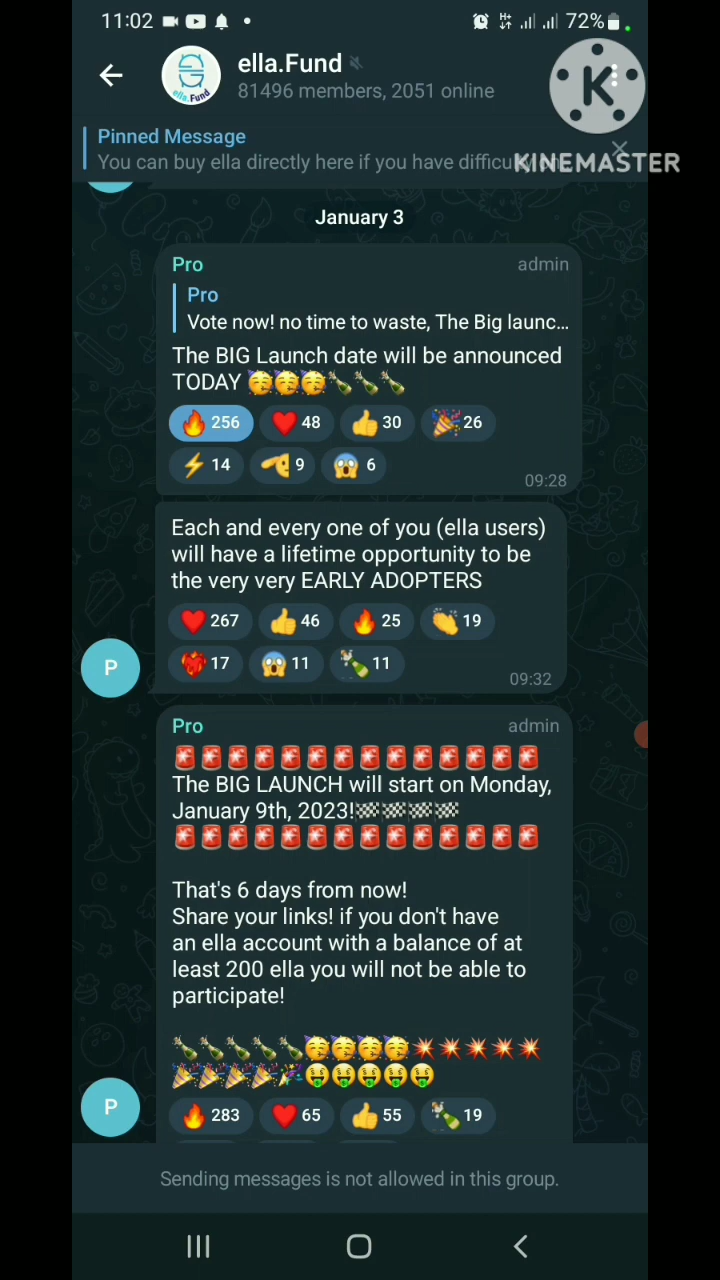 11:02
72%
ella.Fund
81496 members, 2051 online
K
KINEMASTER
Pinned Message
You can buy ella directly here if you have difficu
January 3
Pro admin
Pro
Vote now! no time to waste, The Big launc...
The BIG Launch date will be announced
TODAY 🥳🥳🥳🍾🍾🍾
🔥 256 ❤️ 48 👍 30 🎉 26
⚡ 14 9 😱 6
09:28
Each and every one of you (ella users)
will have a lifetime opportunity to be
the very very EARLY ADOPTERS
❤️ 267 👍 46 🔥 25 👏 19
17 😱 11 🍾 11
09:32
P
Pro admin
🚨🚨🚨🚨🚨🚨🚨🚨🚨🚨🚨🚨🚨🚨
The BIG LAUNCH will start on Monday,
January 9th, 2023!🏁🏁🏁🏁
🚨🚨🚨🚨🚨🚨🚨🚨🚨🚨🚨🚨🚨🚨
That's 6 days from now!
Share your links! if you don't have
an ella account with a balance of at
least 200 ella you will not be able to
participate!
🍾🍾🍾🍾🍾🥳🥳🥳🥳💥💥💥💥💥
🎉🎉🎉🎉🎉🤑🤑🤑🤑🤑
P
🔥 283 ❤️ 65 👍 55 🍾 19
Sending messages is not allowed in this group.